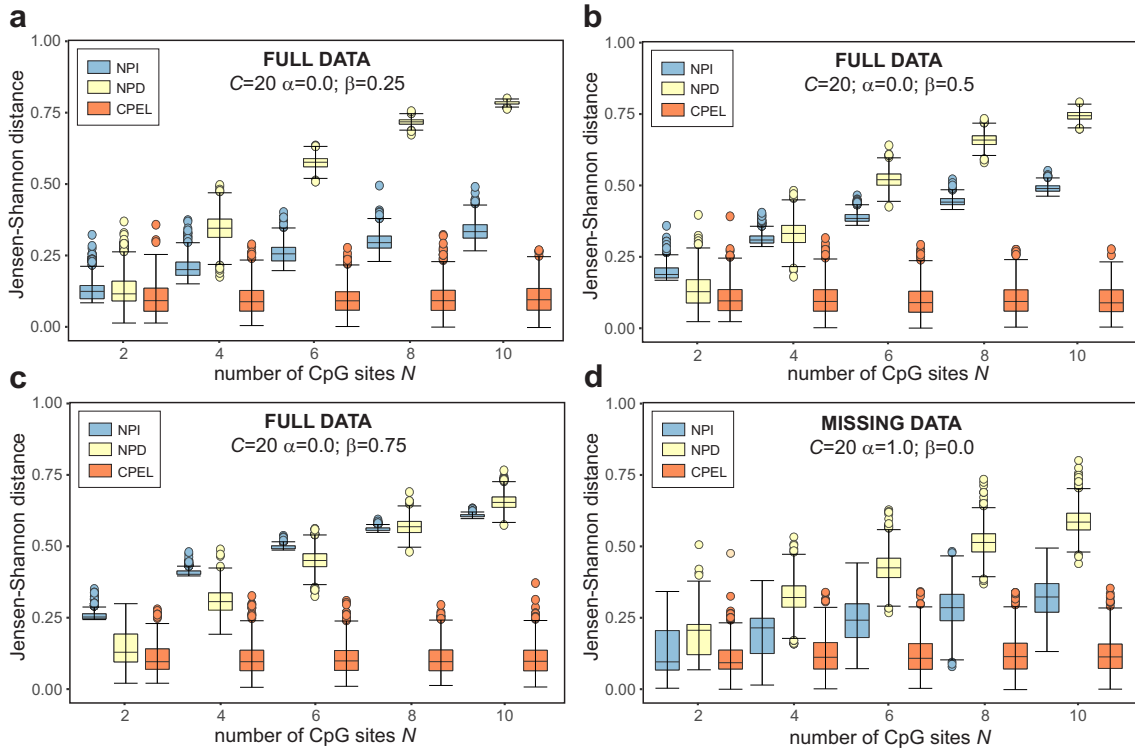 a
FULL DATA
C=20 α=0.0; β=0.25
NPI
NPD
CPEL
Jensen-Shannon distance
1.00
0.75
0.50
0.25
0.00
2 4 6 8 10
number of CpG sites N
b
FULL DATA
C=20; α=0.0; β=0.5
NPI
NPD
CPEL
Jensen-Shannon distance
1.00
0.75
0.50
0.25
0.00
2 4 6 8 10
number of CpG sites N
c
FULL DATA
C=20 α=0.0; β=0.75
NPI
NPD
CPEL
Jensen-Shannon distance
1.00
0.75
0.50
0.25
0.00
2 4 6 8 10
number of CpG sites N
d
MISSING DATA
C=20 α=1.0; β=0.0
NPI
NPD
CPEL
Jensen-Shannon distance
1.00
0.75
0.50
0.25
0.00
2 4 6 8 10
number of CpG sites N